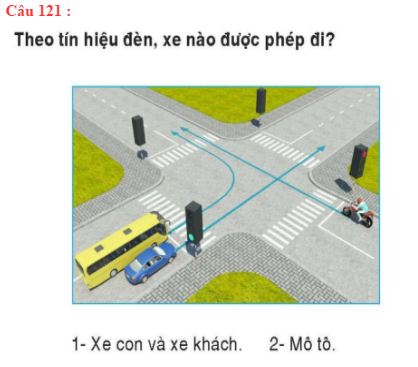 Câu 121 :
Theo tín hiệu đèn, xe nào được phép đi?
1- Xe con và xe khách. 2- Mô tô.